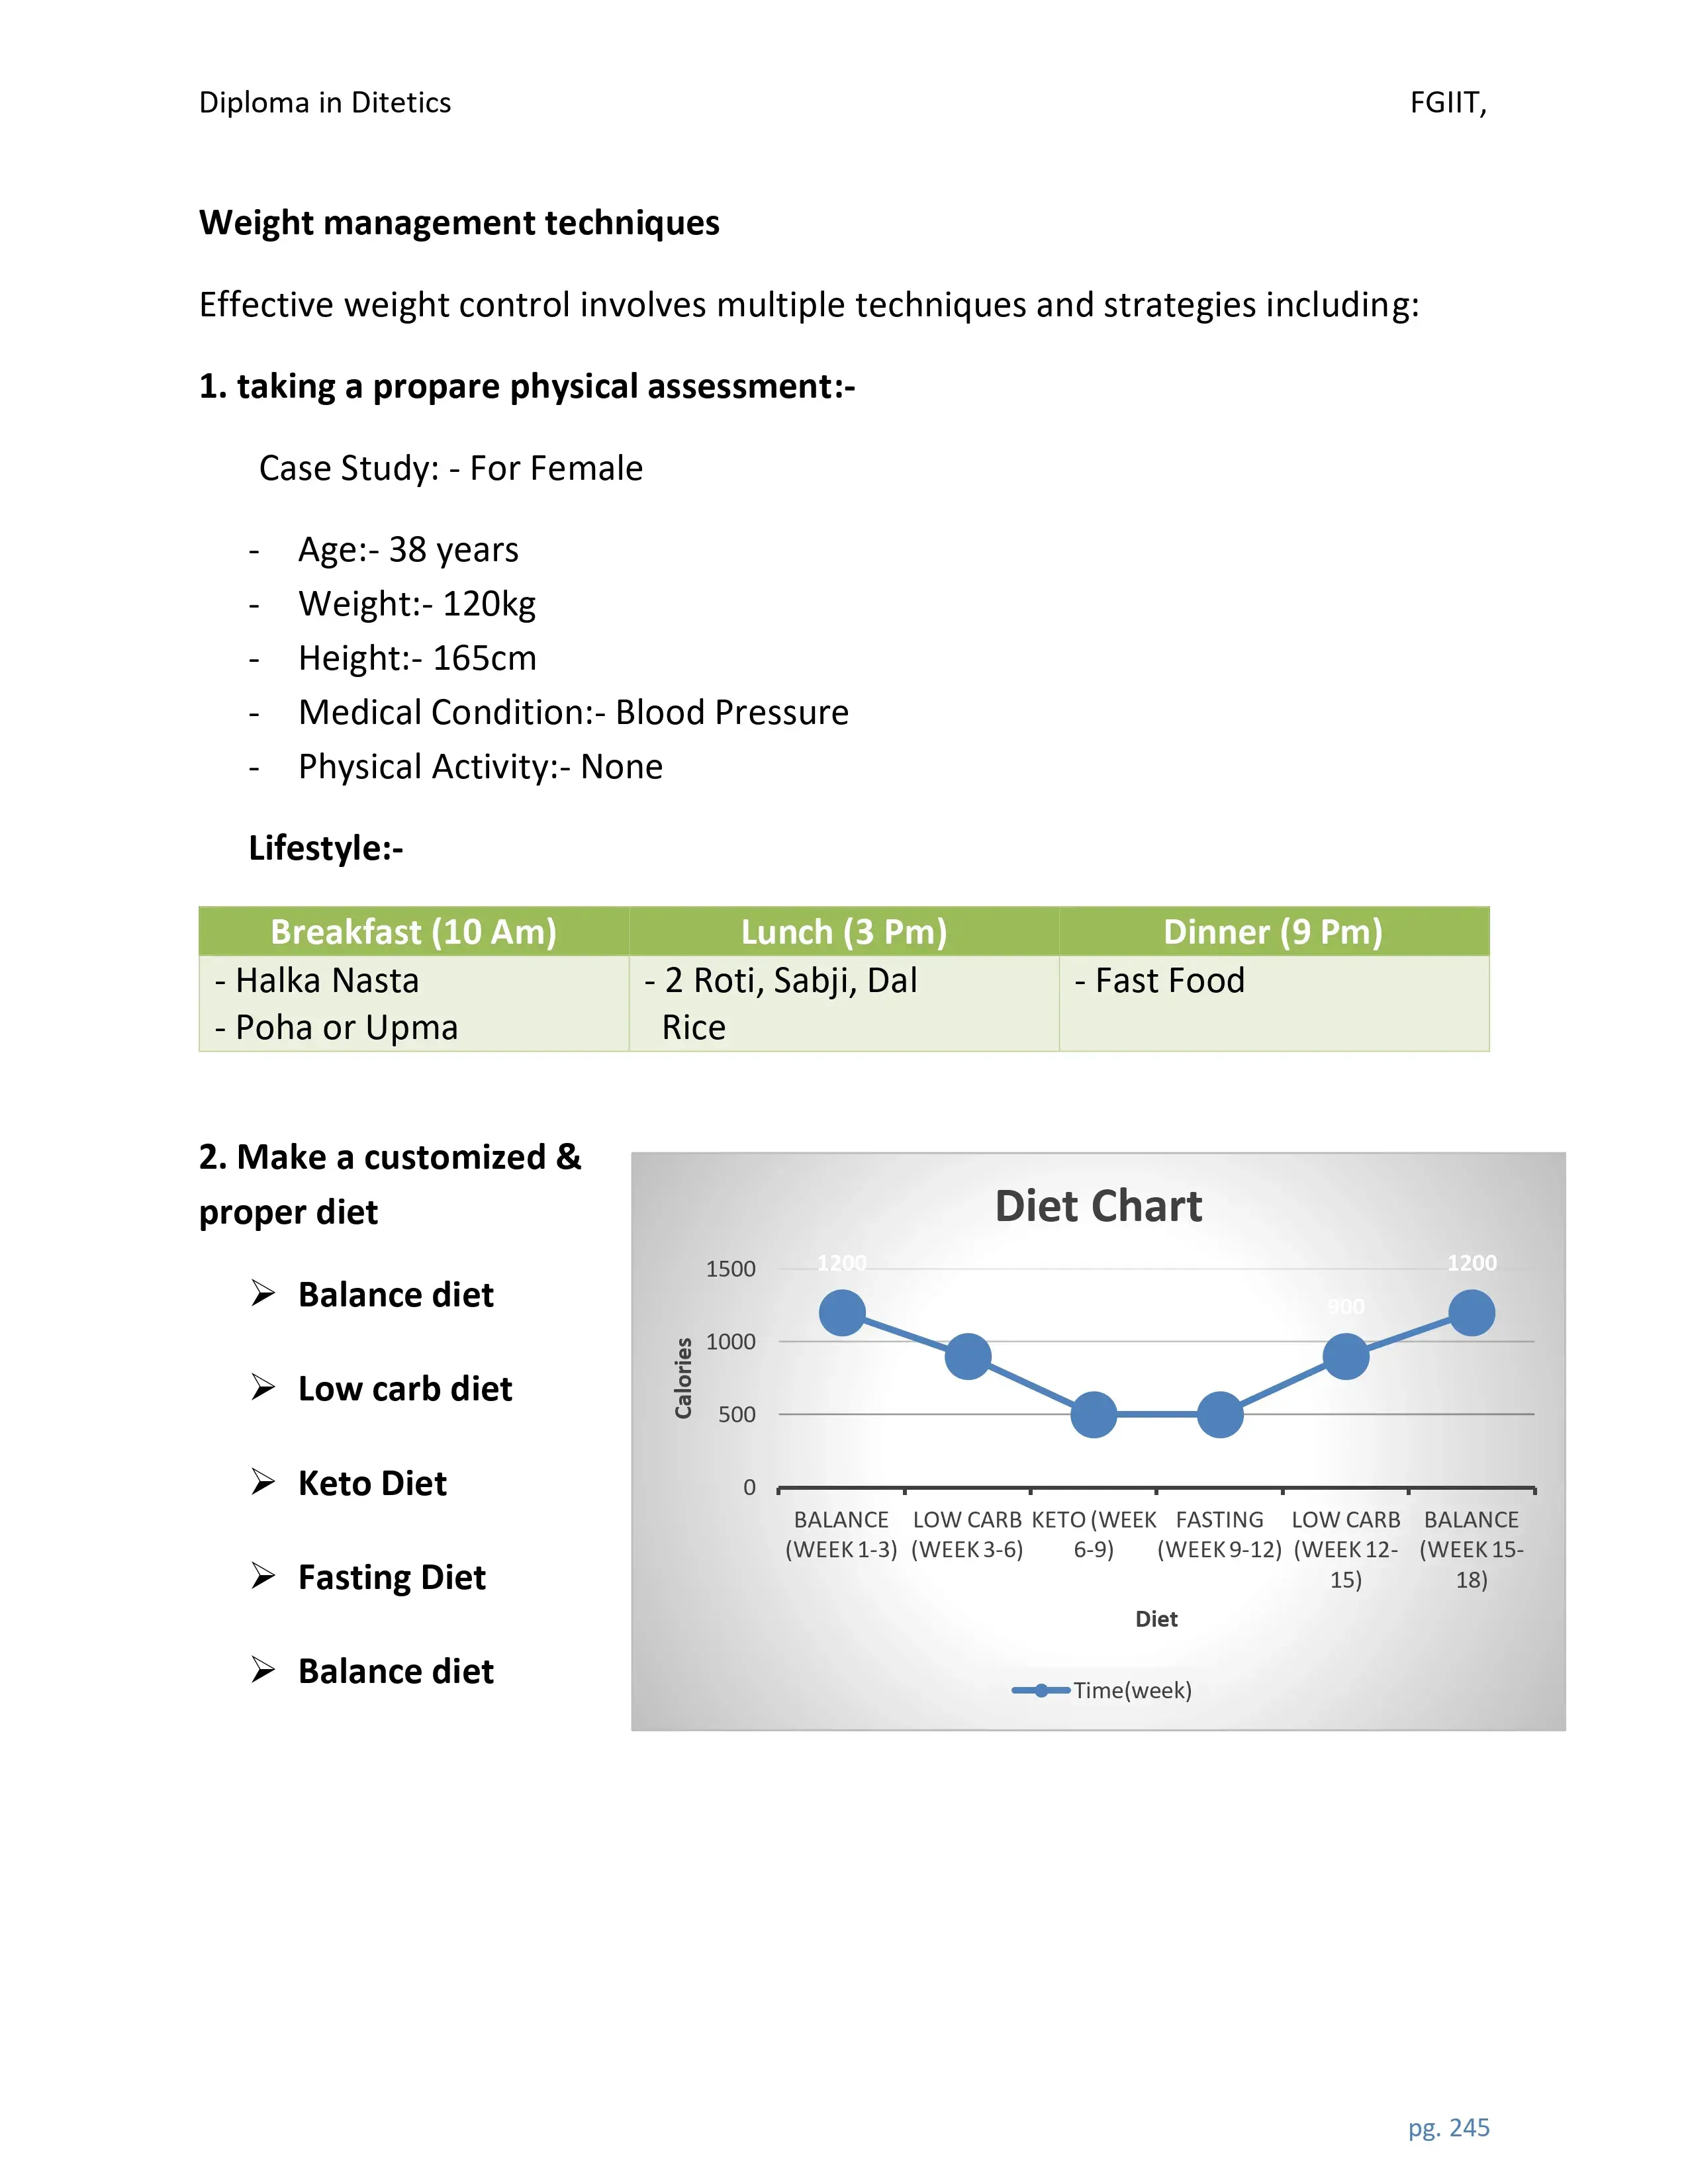 Diploma in Ditetics FGIIT,
Weight management techniques
Effective weight control involves multiple techniques and strategies including:
1. taking a propare physical assessment:-
Case Study: - For Female
- Age:- 38 years
- Weight:- 120kg
- Height:- 165cm
- Medical Condition:- Blood Pressure
- Physical Activity:- None
Lifestyle:-
Breakfast (10 Am) Lunch (3 Pm) Dinner (9 Pm)
- Halka Nasta - 2 Roti, Sabji, Dal - Fast Food
- Poha or Upma Rice
2. Make a customized &
proper diet
➢ Balance diet
➢ Low carb diet
➢ Keto Diet
➢ Fasting Diet
➢ Balance diet
Diet Chart
1200 900 1200
1500
1000
500
0
Calories
BALANCE LOW CARB KETO (WEEK FASTING LOW CARB BALANCE
(WEEK 1-3) (WEEK 3-6) 6-9) (WEEK 9-12) (WEEK 12- (WEEK 15-
15) 18)
Diet
Time(week)
pg. 245